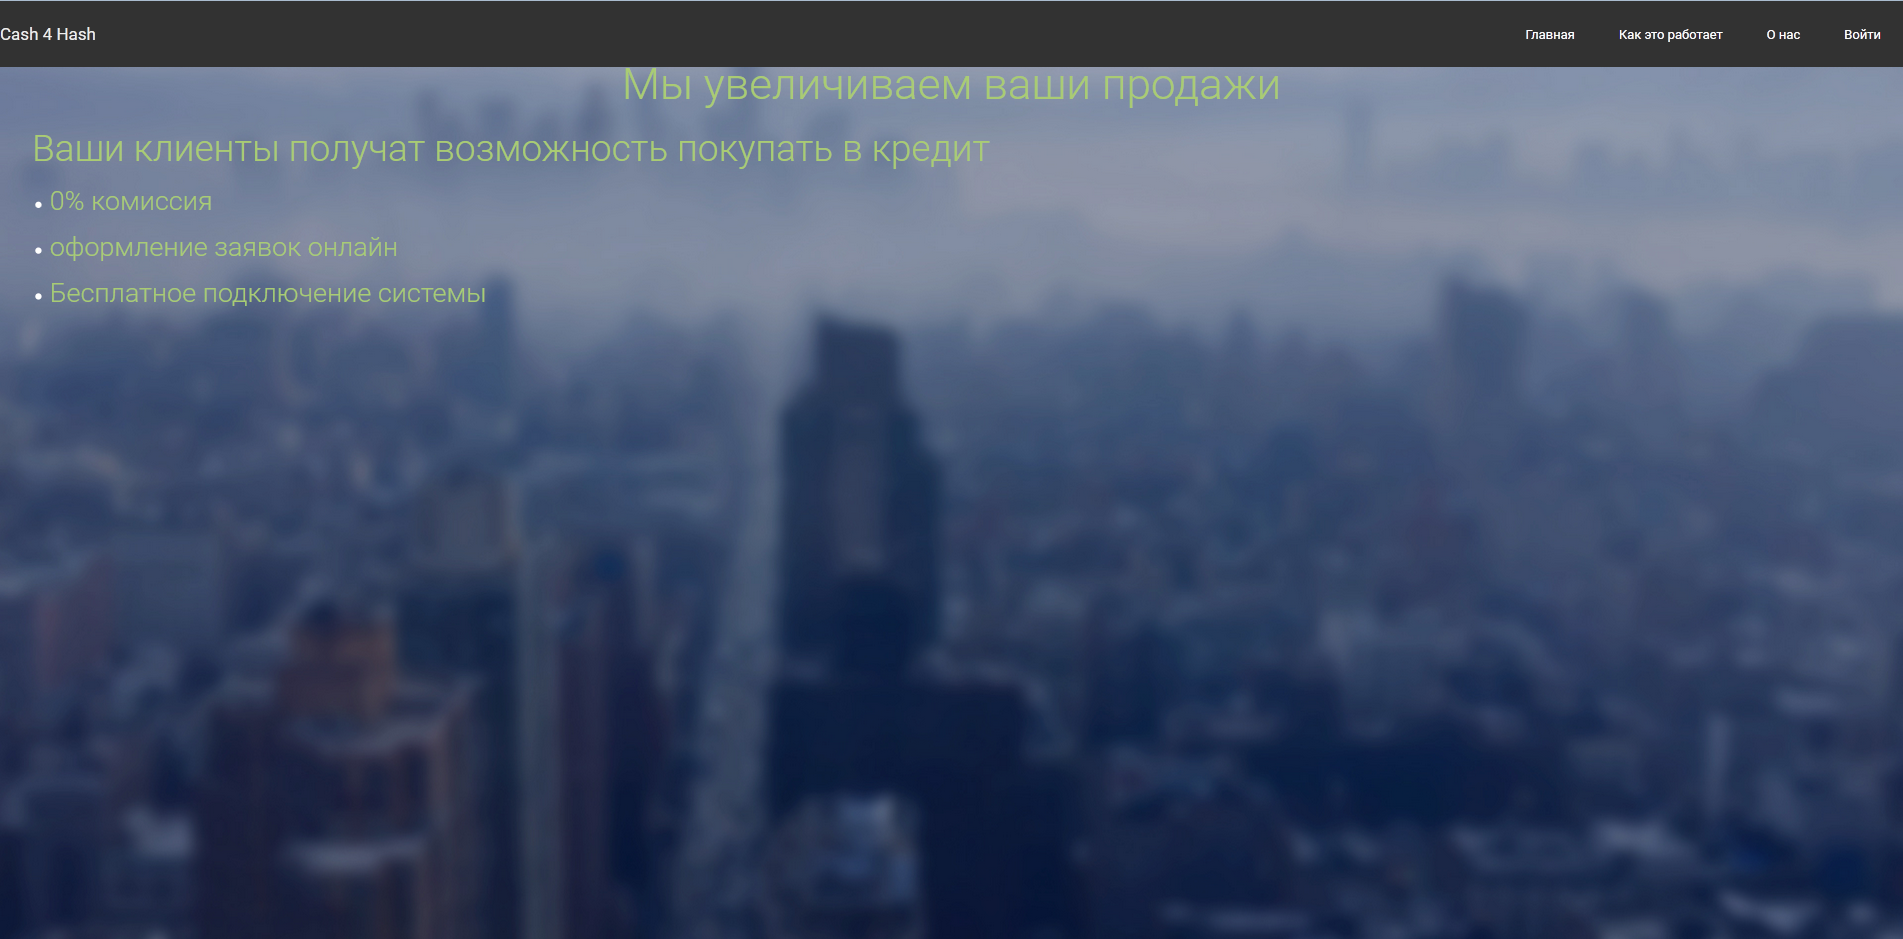 Cash 4 Hash
Главная
Как это работает
О нас
Войти
Мы увеличиваем ваши продажи
Ваши клиенты получат возможность покупать в кредит
0% комиссия
оформление заявок онлайн
Бесплатное подключение системы